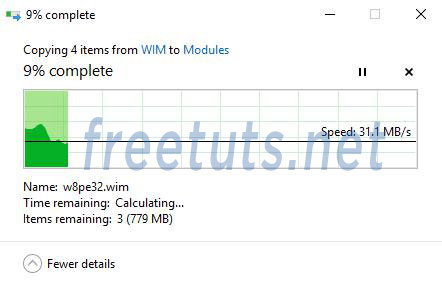 9% complete
Copying 4 items from WIM to Modules
9% complete
Speed: 31.1 MB/s
freetuts.net
Name: w8pe32.wim
Time remaining: Calculating...
Items remaining: 3 (779 MB)
Fewer details